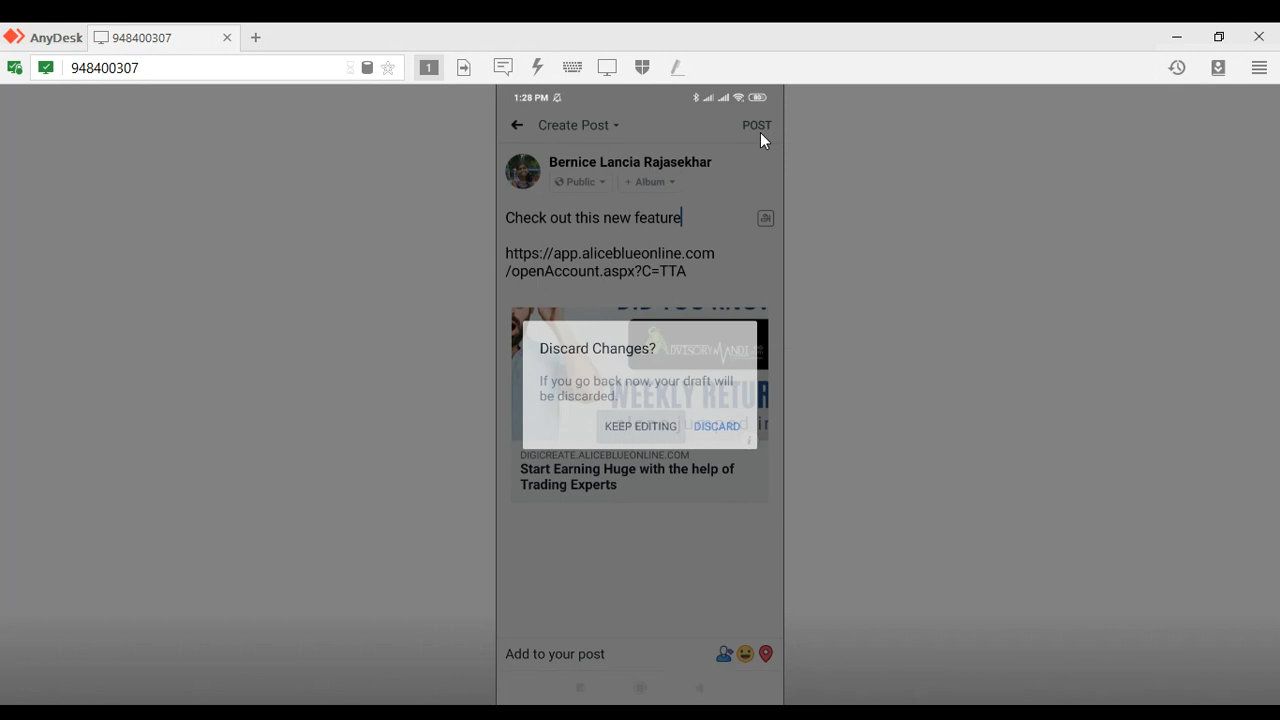 AnyDesk
948400307
948400307
1
1:28 PM
80
Create Post
POST
Bernice Lancia Rajasekhar
Public
+ Album
Check out this new feature
https://app.aliceblueonline.com
/openAccount.aspx?C=TTA
Discard Changes?
If you go back now, your draft will
be discarded.
WEEKLY RETUR
KEEP EDITING
DISCARD
DIGICREATE.ALICEBLUEONLINE.COM
Start Earning Huge with the help of
Trading Experts
Add to your post